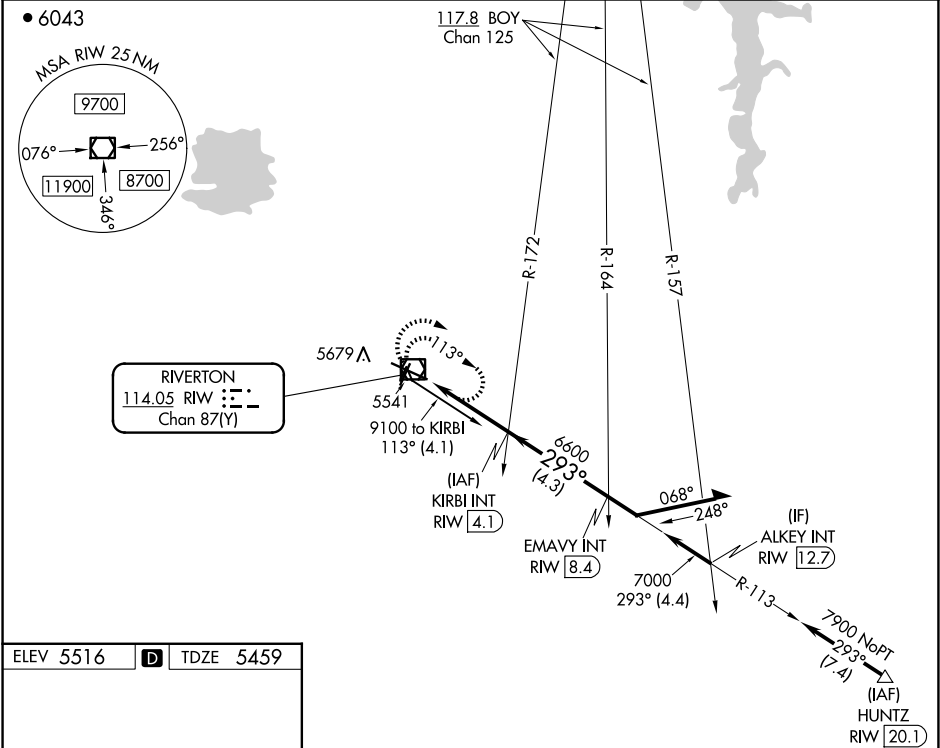 6043
MSA RIW 25 NM
9700
076°
256°
11900
8700
346°
117.8 BOY
Chan 125
R-172
R-164
R-157
RIVERTON
114.05 RIW
Chan 87(Y)
5679
113°
5541
9100 to KIRBI
113° (4.1)
(IAF)
KIRBI INT
RIW 4.1
6600
293°
(4.3)
EMAVY INT
RIW 8.4
068°
248°
(IF)
ALKEY INT
RIW 12.7
7000
293° (4.4)
R-113
7900 NoPT
293°
(7.4)
(IAF)
HUNTZ
RIW 20.1
ELEV 5516 D TDZE 5459